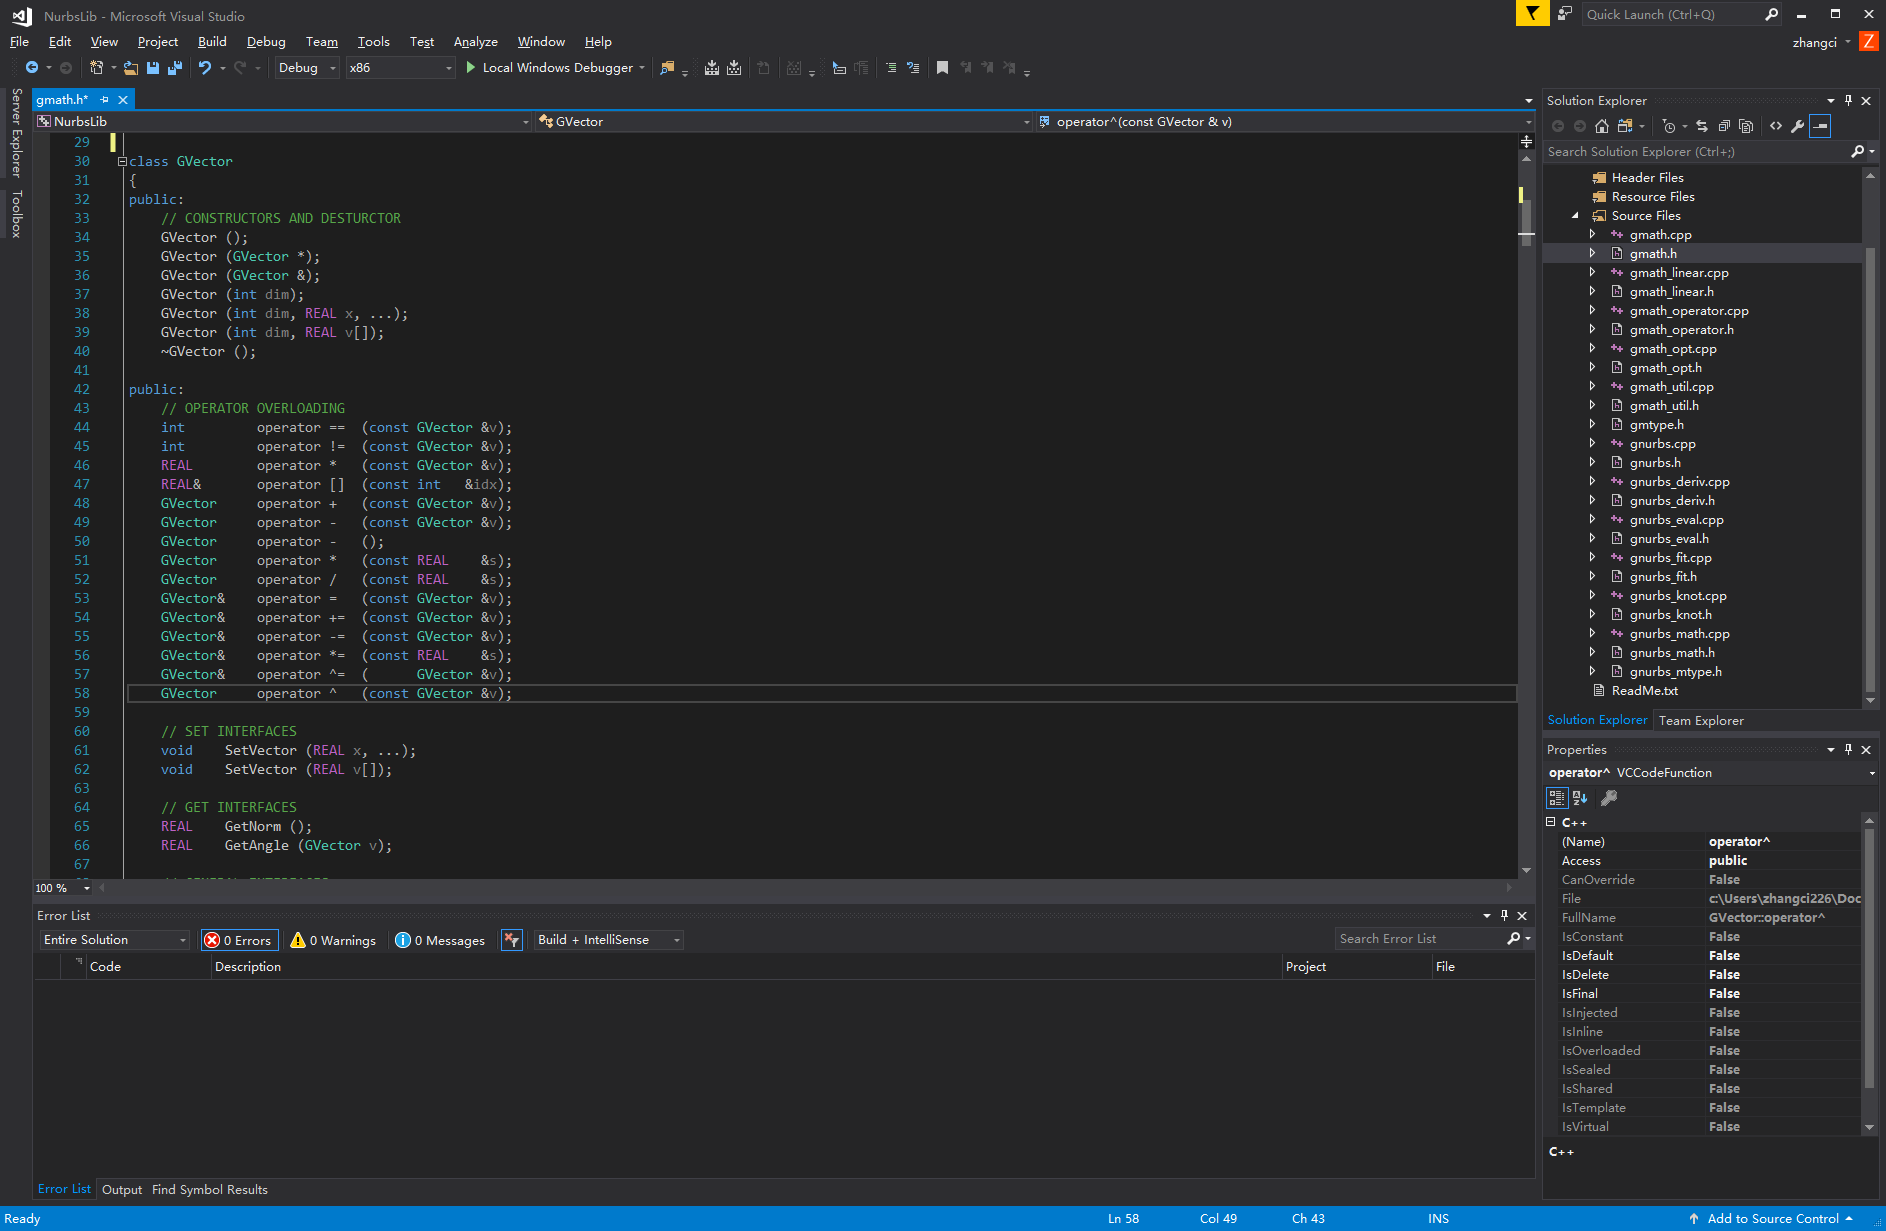 NurbsLib - Microsoft Visual Studio
Quick Launch (Ctrl+Q)
File Edit View Project Build Debug Team Tools Test Analyze Window Help
zhangci Z
Debug x86 Local Windows Debugger
Server Explorer
Toolbox
gmath.h*
NurbsLib GVector operator^(const GVector & v)
29
30 class GVector
31 {
32 public:
33 // CONSTRUCTORS AND DESTURCTOR
34 GVector ();
35 GVector (GVector *);
36 GVector (GVector &);
37 GVector (int dim);
38 GVector (int dim, REAL x, ...);
39 GVector (int dim, REAL v[]);
40 ~GVector ();
41
42 public:
43 // OPERATOR OVERLOADING
44 int operator == (const GVector &v);
45 int operator != (const GVector &v);
46 REAL operator * (const GVector &v);
47 REAL& operator [] (const int &idx);
48 GVector operator + (const GVector &v);
49 GVector operator - (const GVector &v);
50 GVector operator - ();
51 GVector operator * (const REAL &s);
52 GVector operator / (const REAL &s);
53 GVector& operator = (const GVector &v);
54 GVector& operator += (const GVector &v);
55 GVector& operator -= (const GVector &v);
56 GVector& operator *= (const REAL &s);
57 GVector& operator ^= ( GVector &v);
58 GVector operator ^ (const GVector &v);
59
60 // SET INTERFACES
61 void SetVector (REAL x, ...);
62 void SetVector (REAL v[]);
63
64 // GET INTERFACES
65 REAL GetNorm ();
66 REAL GetAngle (GVector v);
67
100 %
Error List
Entire Solution 0 Errors 0 Warnings 0 Messages Build + IntelliSense Search Error List
Code Description Project File
Error List Output Find Symbol Results
Solution Explorer
Search Solution Explorer (Ctrl+;)
Header Files
Resource Files
Source Files
gmath.cpp
gmath.h
gmath_linear.cpp
gmath_linear.h
gmath_operator.cpp
gmath_operator.h
gmath_opt.cpp
gmath_opt.h
gmath_util.cpp
gmath_util.h
gmtype.h
gnurbs.cpp
gnurbs.h
gnurbs_deriv.cpp
gnurbs_deriv.h
gnurbs_eval.cpp
gnurbs_eval.h
gnurbs_fit.cpp
gnurbs_fit.h
gnurbs_knot.cpp
gnurbs_knot.h
gnurbs_math.cpp
gnurbs_math.h
gnurbs_mtype.h
ReadMe.txt
Solution Explorer Team Explorer
Properties
operator^ VCCodeFunction
C++
(Name) operator^
Access public
CanOverride False
File c:\Users\zhangci226\Doc
FullName GVector::operator^
IsConstant False
IsDefault False
IsDelete False
IsFinal False
IsInjected False
IsInline False
IsOverloaded False
IsSealed False
IsShared False
IsTemplate False
IsVirtual False
C++
Ready Ln 58 Col 49 Ch 43 INS Add to Source Control